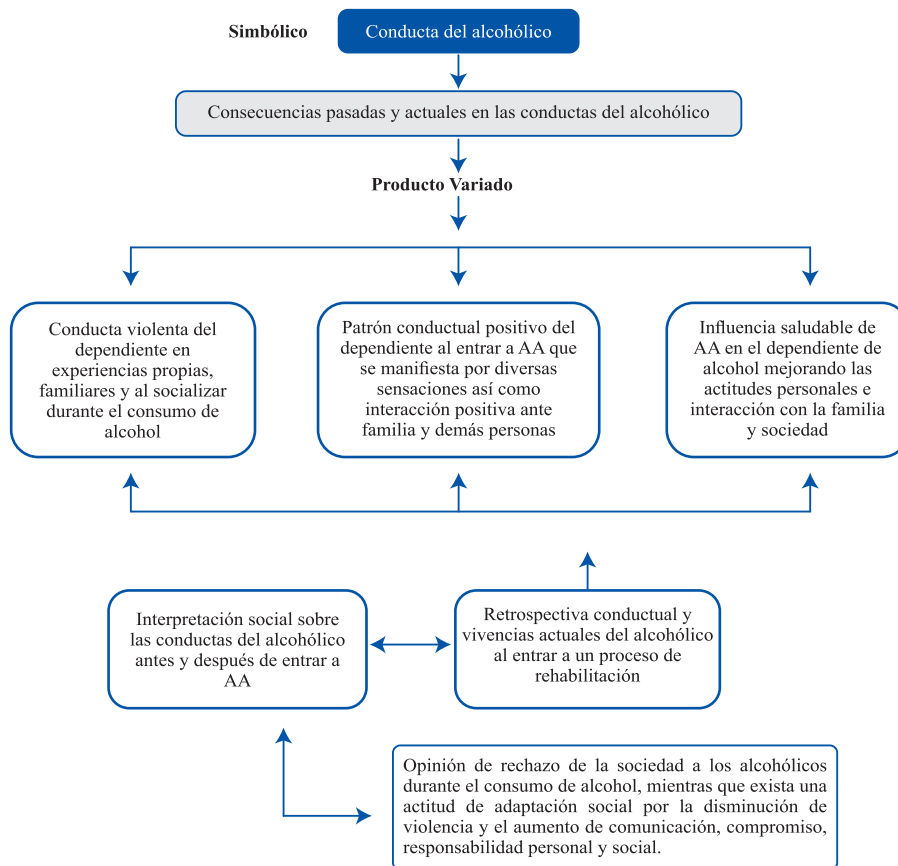 Simbólico
Conducta del alcohólico
Consecuencias pasadas y actuales en las conductas del alcohólico
Producto Variado
Conducta violenta del
dependiente en
experiencias propias,
familiares y al socializar
durante el consumo de
alcohol
Patrón conductual positivo del
dependiente al entrar a AA que
se manifiesta por diversas
sensaciones así como
interacción positiva ante
familia y demás personas
Influencia saludable de
AA en el dependiente de
alcohol mejorando las
actitudes personales e
interacción con la familia
y sociedad
Interpretación social sobre
las conductas del alcohólico
antes y después de entrar a
AA
Retrospectiva conductual y
vivencias actuales del alcohólico
al entrar a un proceso de
rehabilitación
Opinión de rechazo de la sociedad a los alcohólicos
durante el consumo de alcohol, mientras que exista una
actitud de adaptación social por la disminución de
violencia y el aumento de comunicación, compromiso,
responsabilidad personal y social.